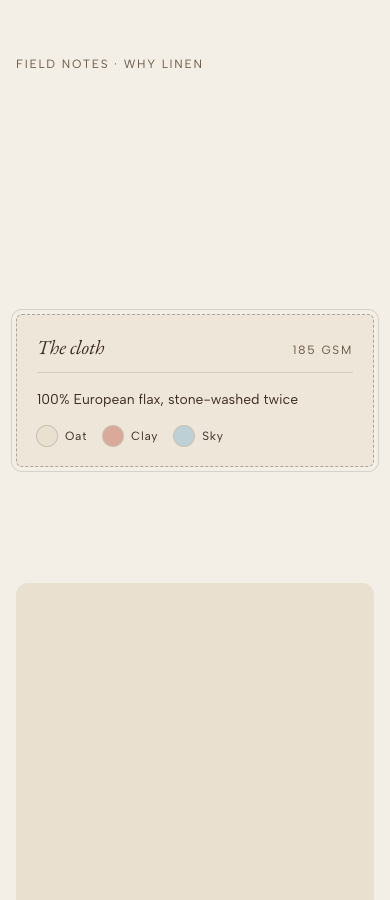 FIELD NOTES · WHY LINEN
The cloth
185 GSM
100% European flax, stone-washed twice
Oat
Clay
Sky